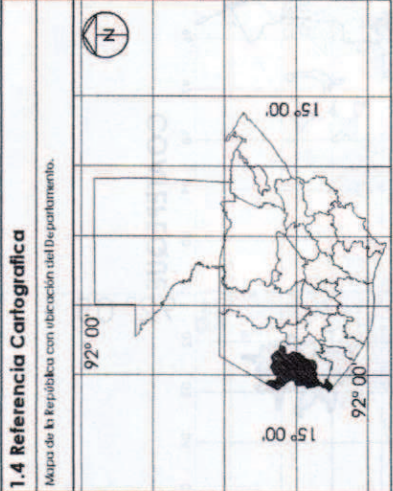 1.4 Referencia Cartografica
Mapa de la República con ubicación del Departamento.
N
92° 00'
15° 00'
15° 00'
92° 00'